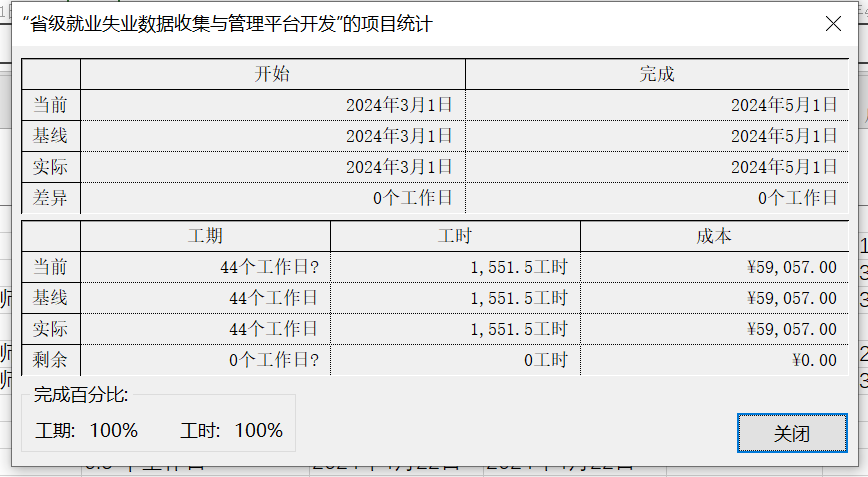 “省级就业失业数据收集与管理平台开发”的项目统计
开始 完成
当前 2024年3月1日 2024年5月1日
基线 2024年3月1日 2024年5月1日
实际 2024年3月1日 2024年5月1日
差异 0个工作日 0个工作日
工期 工时 成本
当前 44个工作日? 1,551.5工时 ¥59,057.00
基线 44个工作日 1,551.5工时 ¥59,057.00
实际 44个工作日 1,551.5工时 ¥59,057.00
剩余 0个工作日? 0工时 ¥0.00
完成百分比:
工期: 100% 工时: 100%
关闭